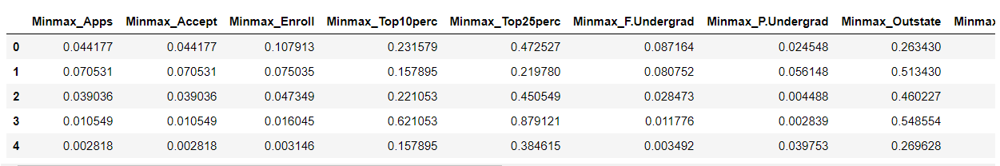 Minmax_Apps Minmax_Accept Minmax_Enroll Minmax_Top10perc Minmax_Top25perc Minmax_F.Undergrad Minmax_P.Undergrad Minmax_Outstate Minmax
0 0.044177 0.044177 0.107913 0.231579 0.472527 0.087164 0.024548 0.263430
1 0.070531 0.070531 0.075035 0.157895 0.219780 0.080752 0.056148 0.513430
2 0.039036 0.039036 0.047349 0.221053 0.450549 0.028473 0.004488 0.460227
3 0.010549 0.010549 0.016045 0.621053 0.879121 0.011776 0.002839 0.548554
4 0.002818 0.002818 0.003146 0.157895 0.384615 0.003492 0.039753 0.269628